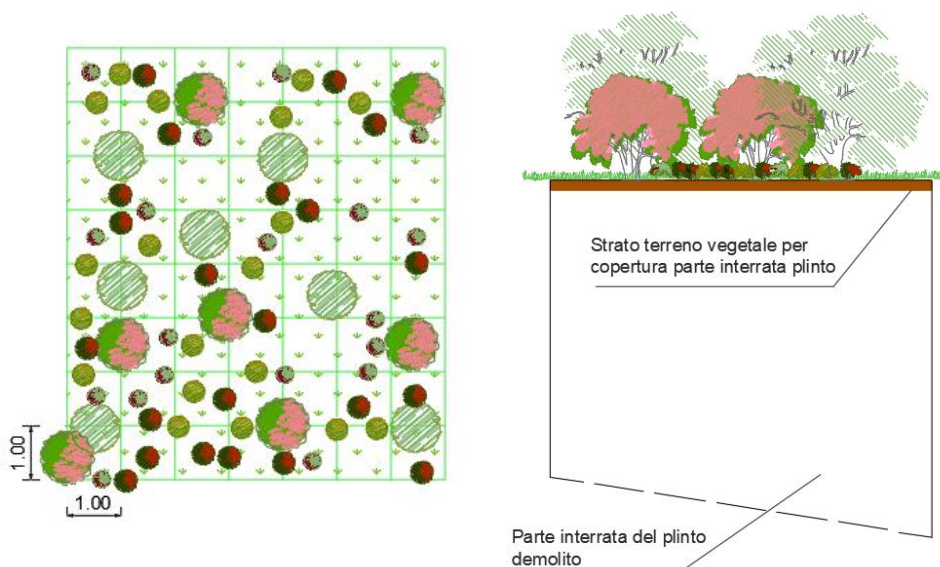 1.00
1.00
Strato terreno vegetale per
copertura parte interrata plinto
Parte interrata del plinto
demolito